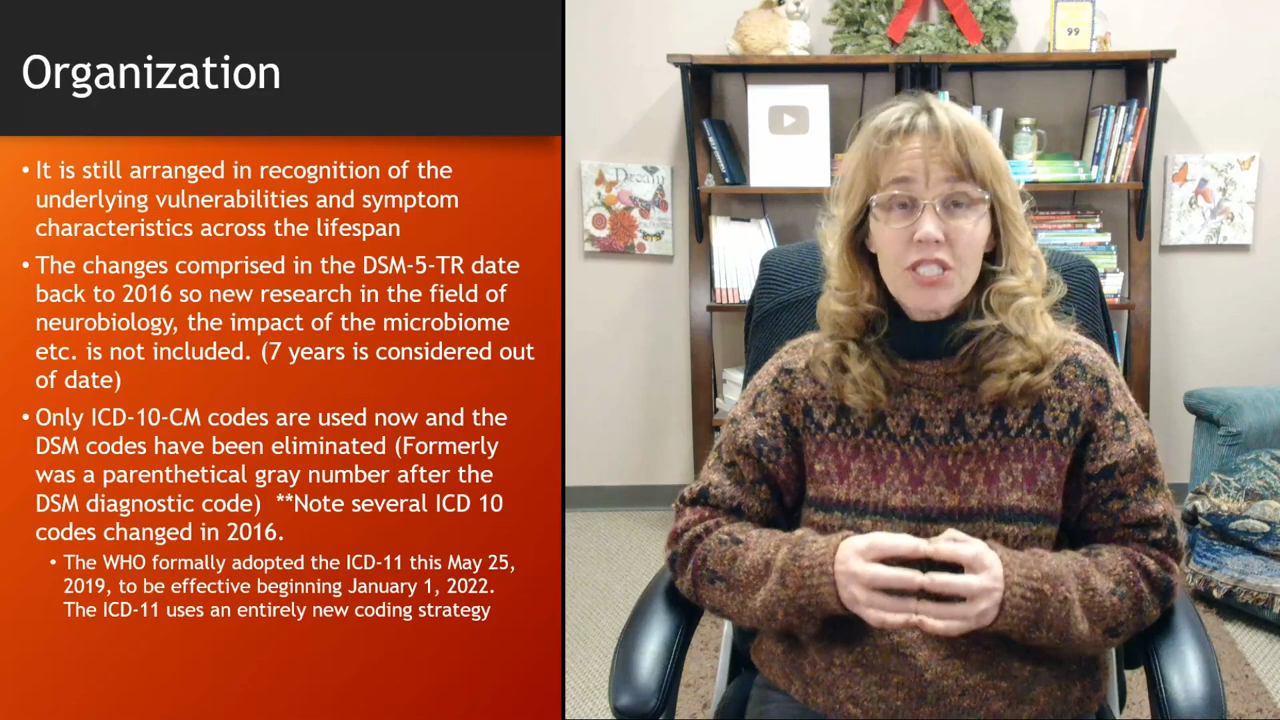 Organization
• It is still arranged in recognition of the
underlying vulnerabilities and symptom
characteristics across the lifespan
• The changes comprised in the DSM-5-TR date
back to 2016 so new research in the field of
neurobiology, the impact of the microbiome
etc. is not included. (7 years is considered out
of date)
• Only ICD-10-CM codes are used now and the
DSM codes have been eliminated (Formerly
was a parenthetical gray number after the
DSM diagnostic code) **Note several ICD 10
codes changed in 2016.
• The WHO formally adopted the ICD-11 this May 25,
2019, to be effective beginning January 1, 2022.
The ICD-11 uses an entirely new coding strategy
99
Dream